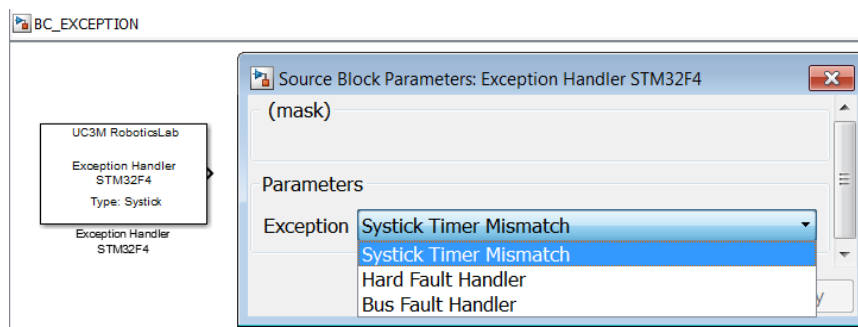 BC_EXCEPTION
UC3M RoboticsLab
Exception Handler
STM32F4
Type: Systick
Exception Handler
STM32F4
Source Block Parameters: Exception Handler STM32F4
(mask)
Parameters
Exception Systick Timer Mismatch
Systick Timer Mismatch
Hard Fault Handler
Bus Fault Handler